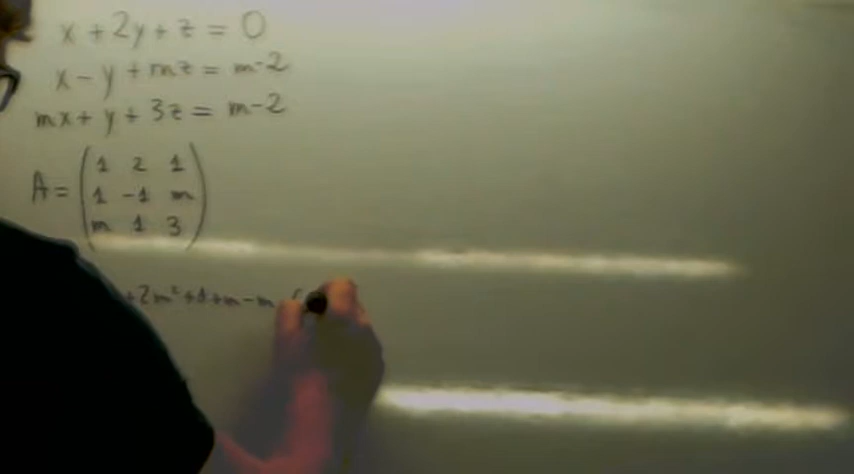 x + 2y + z = 0
x - y + mz = m-2
mx + y + 3z = m-2
A = ( 1 2 1
1 -1 m
m 1 3 )
+2m²+1+m-m